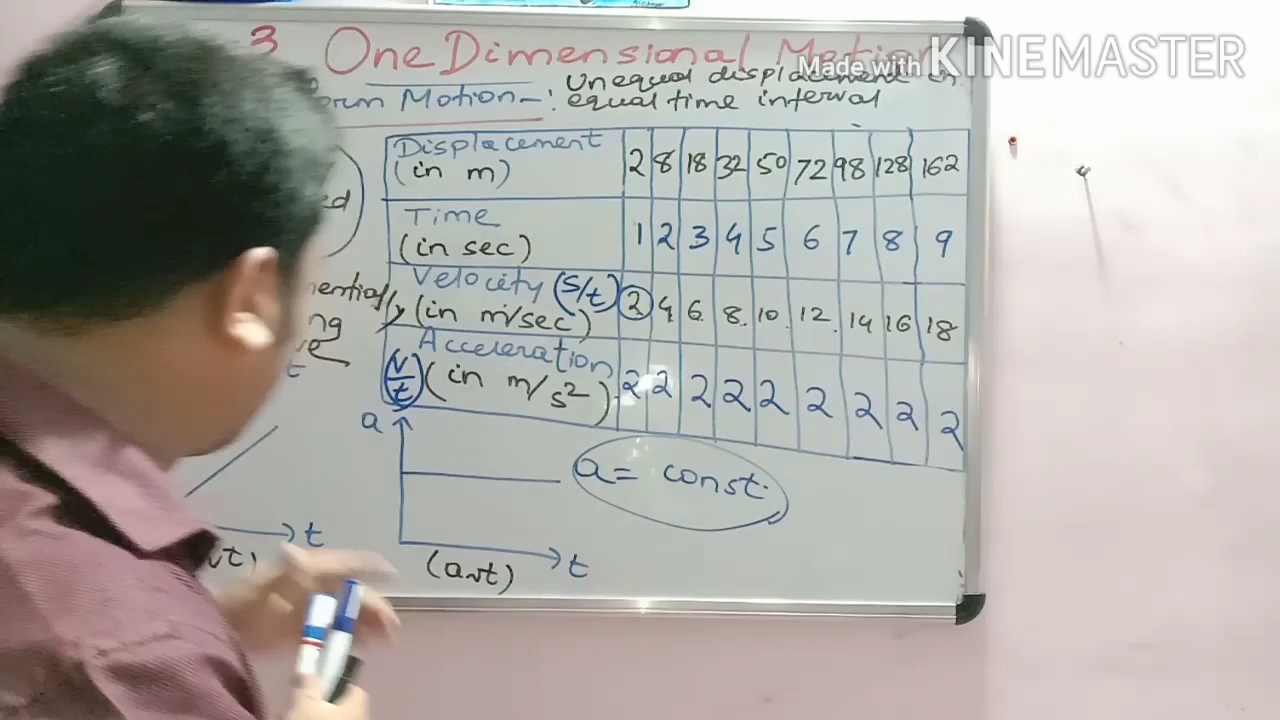 3 One Dimensional Motion
Made with KINEMASTER
Motion-: unequal displacement in
equal time interval
Displacement (in m) 2 8 18 32 50 72 98 128 162
Time (in sec) 1 2 3 4 5 6 7 8 9
Velocity (s/t) (in m/sec) 2 4 6. 8. 10. 12. 14 16 18
Acceleration v/t (in m/s²) 2 2 2 2 2 2 2 2 2
t
a
a = const.
t
t
(avt)